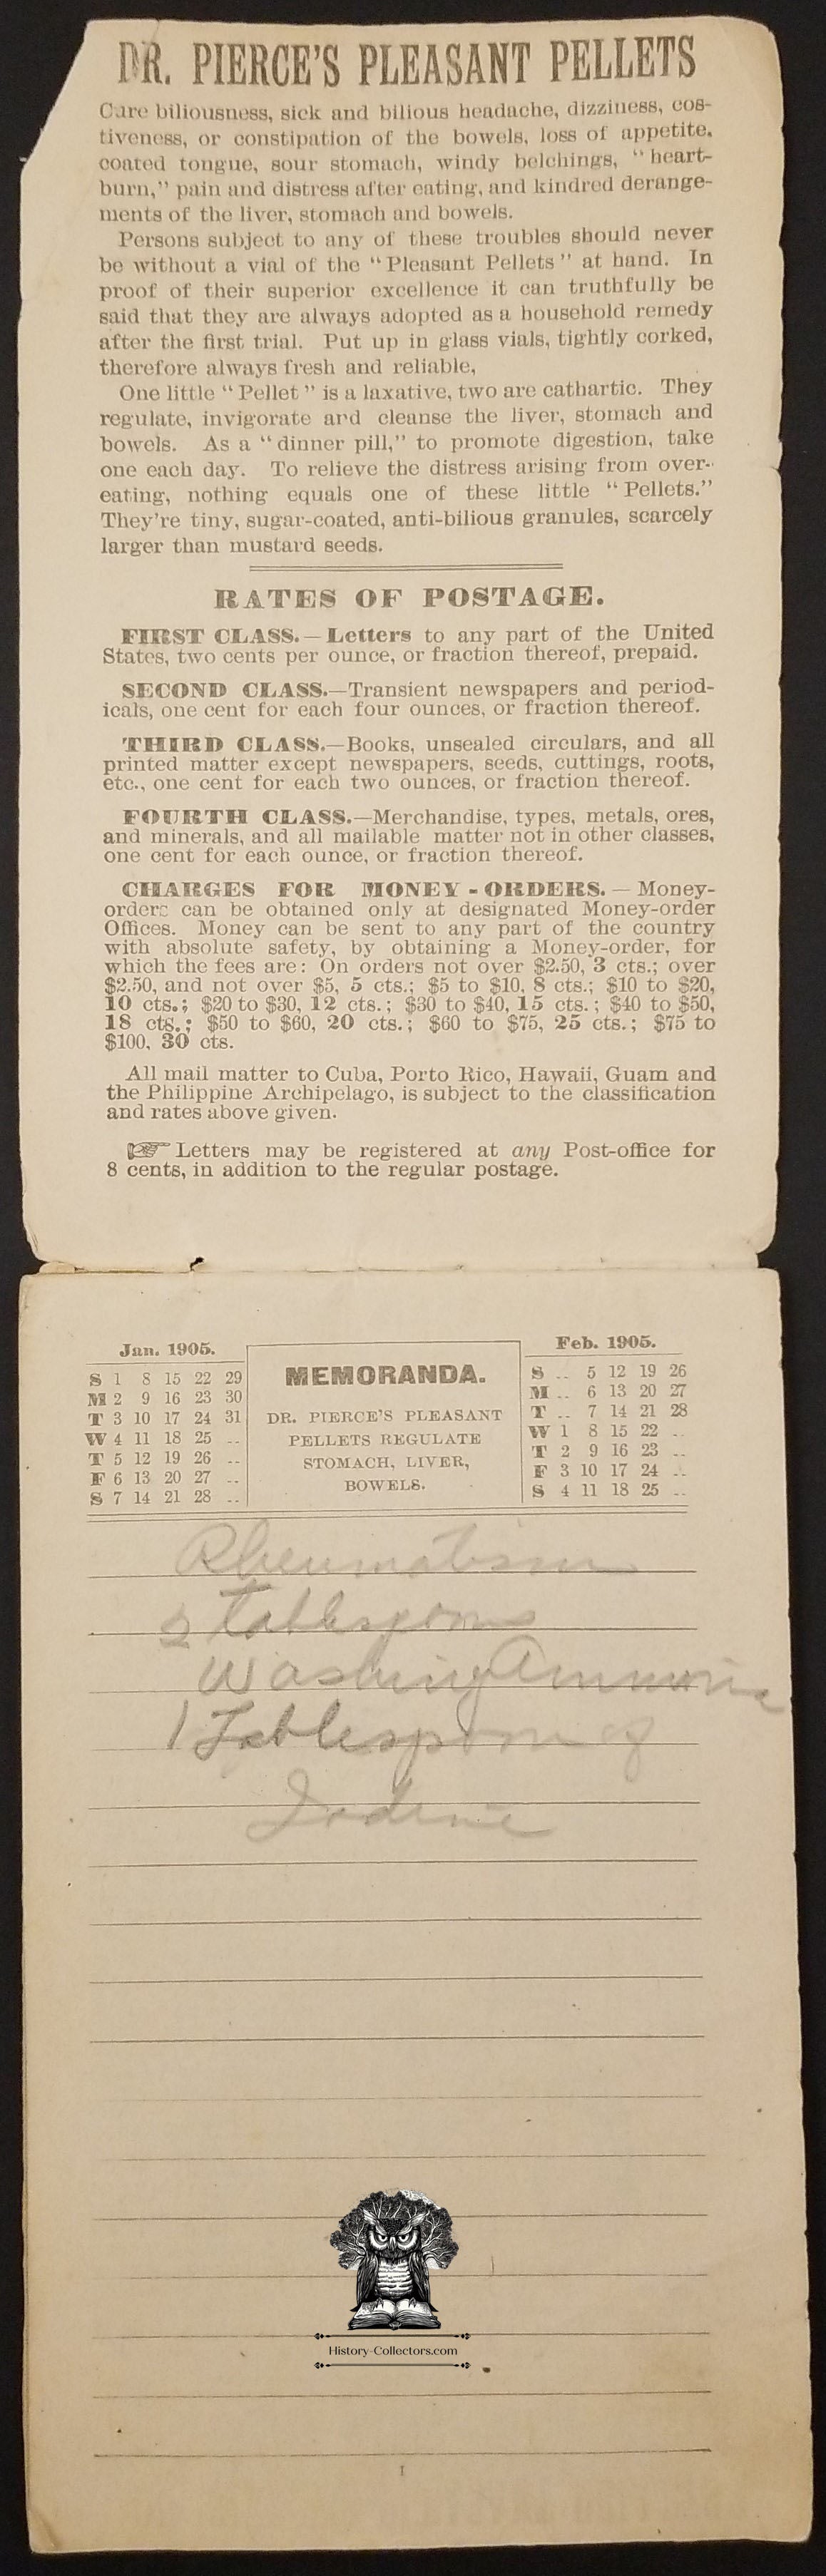 DR. PIERCE'S PLEASANT PELLETS
Cure biliousness, sick and bilious headache, dizziness, cos-
tiveness, or constipation of the bowels, loss of appetite,
coated tongue, sour stomach, windy belchings, "heart-
burn," pain and distress after eating, and kindred derange-
ments of the liver, stomach and bowels.
Persons subject to any of these troubles should never
be without a vial of the "Pleasant Pellets" at hand. In
proof of their superior excellence it can truthfully be
said that they are always adopted as a household remedy
after the first trial. Put up in glass vials, tightly corked,
therefore always fresh and reliable,
One little "Pellet" is a laxative, two are cathartic. They
regulate, invigorate and cleanse the liver, stomach and
bowels. As a "dinner pill," to promote digestion, take
one each day. To relieve the distress arising from over-
eating, nothing equals one of these little "Pellets."
They're tiny, sugar-coated, anti-bilious granules, scarcely
larger than mustard seeds.
RATES OF POSTAGE.
FIRST CLASS.—Letters to any part of the United
States, two cents per ounce, or fraction thereof, prepaid.
SECOND CLASS.—Transient newspapers and period-
icals, one cent for each four ounces, or fraction thereof.
THIRD CLASS.—Books, unsealed circulars, and all
printed matter except newspapers, seeds, cuttings, roots,
etc., one cent for each two ounces, or fraction thereof.
FOURTH CLASS.—Merchandise, types, metals, ores,
and minerals, and all mailable matter not in other classes,
one cent for each ounce, or fraction thereof.
CHARGES FOR MONEY-ORDERS.—Money-
orders can be obtained only at designated Money-order
Offices. Money can be sent to any part of the country
with absolute safety, by obtaining a Money-order, for
which the fees are: On orders not over $2.50, 3 cts.; over
$2.50, and not over $5, 5 cts.; $5 to $10, 8 cts.; $10 to $20,
10 cts.; $20 to $30, 12 cts.; $30 to $40, 15 cts.; $40 to $50,
18 cts.; $50 to $60, 20 cts.; $60 to $75, 25 cts.; $75 to
$100, 30 cts.
All mail matter to Cuba, Porto Rico, Hawaii, Guam and
the Philippine Archipelago, is subject to the classification
and rates above given.
☞ Letters may be registered at any Post-office for
8 cents, in addition to the regular postage.
Jan. 1905.
S 1 8 15 22 29
M 2 9 16 23 30
T 3 10 17 24 31
W 4 11 18 25 ..
T 5 12 19 26 ..
F 6 13 20 27 ..
S 7 14 21 28 ..
MEMORANDA.
DR. PIERCE'S PLEASANT
PELLETS REGULATE
STOMACH, LIVER,
BOWELS.
Feb. 1905.
S .. 5 12 19 26
M .. 6 13 20 27
T .. 7 14 21 28
W 1 8 15 22 ..
T 2 9 16 23 ..
F 3 10 17 24 ..
S 4 11 18 25 ..
Rheumatism
2 tablespoons
Washing Ammonia
1 Tablespoon of
Iodine
History-Collectors.com
1